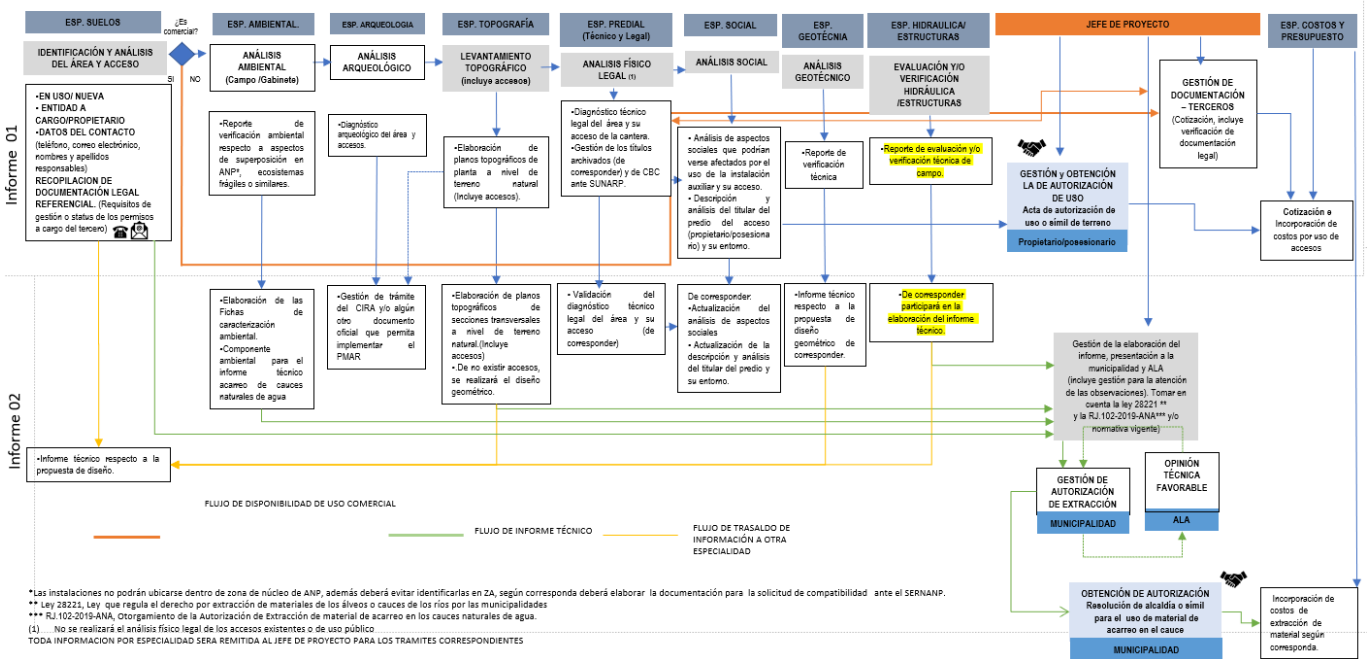 ESP. SUELOS
¿Es
comercial?
ESP. AMBIENTAL.
ESP. ARQUEOLOGIA
ESP. TOPOGRAFÍA
ESP. PREDIAL
(Técnico y Legal)
ESP. SOCIAL
ESP.
GEOTÉCNIA
ESP. HIDRAULICA/
ESTRUCTURAS
JEFE DE PROYECTO
ESP. COSTOS Y
PRESUPUESTO
IDENTIFICACIÓN Y ANÁLISIS
DEL ÁREA Y ACCESO
SI
NO
ANÁLISIS
AMBIENTAL
(Campo /Gabinete)
ANÁLISIS
ARQUEOLÓGICO
LEVANTAMIENTO
TOPOGRÁFICO
(incluye accesos)
ANALISIS FÍSICO
LEGAL (1)
ANÁLISIS SOCIAL
ANÁLISIS
GEOTÉCNICO
EVALUACIÓN Y/O
VERIFICACIÓN
HIDRÁULICA
/ESTRUCTURAS
GESTIÓN DE
DOCUMENTACIÓN
– TERCEROS
(Cotización, incluye
verificación de
documentación
legal)
Informe 01
•EN USO/ NUEVA
• ENTIDAD A
CARGO/PROPIETARIO
•DATOS DEL CONTACTO
(teléfono, correo electrónico,
nombres y apellidos
responsables)
RECOPILACION DE
DOCUMENTACIÓN LEGAL
REFERENCIAL. (Requisitos de
gestión o status de los permisos
a cargo del tercero)
•Reporte de
verificación ambiental
respecto a aspectos
de superposición en
ANP*, ecosistemas
frágiles o similares.
•Diagnóstico
arqueológico del área y
accesos.
•Elaboración de
planos topográficos de
planta a nivel de
terreno natural
(Incluye accesos).
•Diagnóstico técnico
legal del área y su
acceso de la cantera.
•Gestión de los títulos
archivados (de
corresponder) y de CBC
ante SUNARP.
• Análisis de aspectos
sociales que podrían
verse afectados por el
uso de la instalación
auxiliar y su acceso.
• Descripción y
análisis del titular del
predio del acceso
(propietario/posesiona
rio) y su entorno.
•Reporte de
verificación
técnica
•Reporte de evaluación y/o
verificación técnica de
campo.
GESTIÓN y OBTENCIÓN
LA DE AUTORIZACIÓN
DE USO
Acta de autorización de
uso o símil de terreno
Propietario/posesionario
Cotización e
Incorporación de
costos por uso de
accesos
Informe 02
•Elaboración de las
Fichas de
caracterización
ambiental.
•Componente
ambiental para el
informe técnico
acarreo de cauces
naturales de agua
•Gestión de trámite
del CIRA y/o algún
otro documento
oficial que permita
implementar el
PMAR
•Elaboración de planos
topográficos de
secciones transversales
a nivel de terreno
natural.(Incluye
accesos)
•.De no existir accesos,
se realizará el diseño
geométrico.
• Validación del
diagnóstico técnico
legal del área y su
acceso (de
corresponder)
De corresponder:
•Actualización del
análisis de aspectos
sociales
• Actualización de la
descripción y análisis
del titular del predio y
su entorno.
•Informe técnico
respecto a la
propuesta de
diseño
geométrico de
corresponder.
•De corresponder
participará en la
elaboración del informe
técnico.
Gestión de la elaboración del
informe, presentación a la
municipalidad y ALA
(incluye gestión para la atención
de las observaciones). Tomar en
cuenta la ley 28221 **
y la RJ.102-2019-ANA*** y/o
normativa vigente)
•Informe técnico respecto a la
propuesta de diseño.
GESTIÓN DE
AUTORIZACIÓN
DE EXTRACCIÓN
MUNICIPALIDAD
OPINIÓN
TÉCNICA
FAVORABLE
ALA
FLUJO DE DISPONIBILIDAD DE USO COMERCIAL
FLUJO DE INFORME TÉCNICO
FLUJO DE TRASALDO DE
INFORMACIÓN A OTRA
ESPECIALIDAD
OBTENCIÓN DE AUTORIZACIÓN
Resolución de alcaldía o símil
para el uso de material de
acarreo en el cauce
MUNICIPALIDAD
Incorporación de
costos de
extracción de
material según
corresponda.
*Las instalaciones no podrán ubicarse dentro de zona de núcleo de ANP, además deberá evitar identificarlas en ZA, según corresponda deberá elaborar la documentación para la solicitud de compatibilidad ante el SERNANP.
** Ley 28221, Ley que regula el derecho por extracción de materiales de los álveos o cauces de los ríos por las municipalidades
*** RJ.102-2019-ANA, Otorgamiento de la Autorización de Extracción de material de acarreo en los cauces naturales de agua.
(1) No se realizará el análisis físico legal de los accesos existentes o de uso público
TODA INFORMACION POR ESPECIALIDAD SERA REMITIDA AL JEFE DE PROYECTO PARA LOS TRAMITES CORRESPONDIENTES